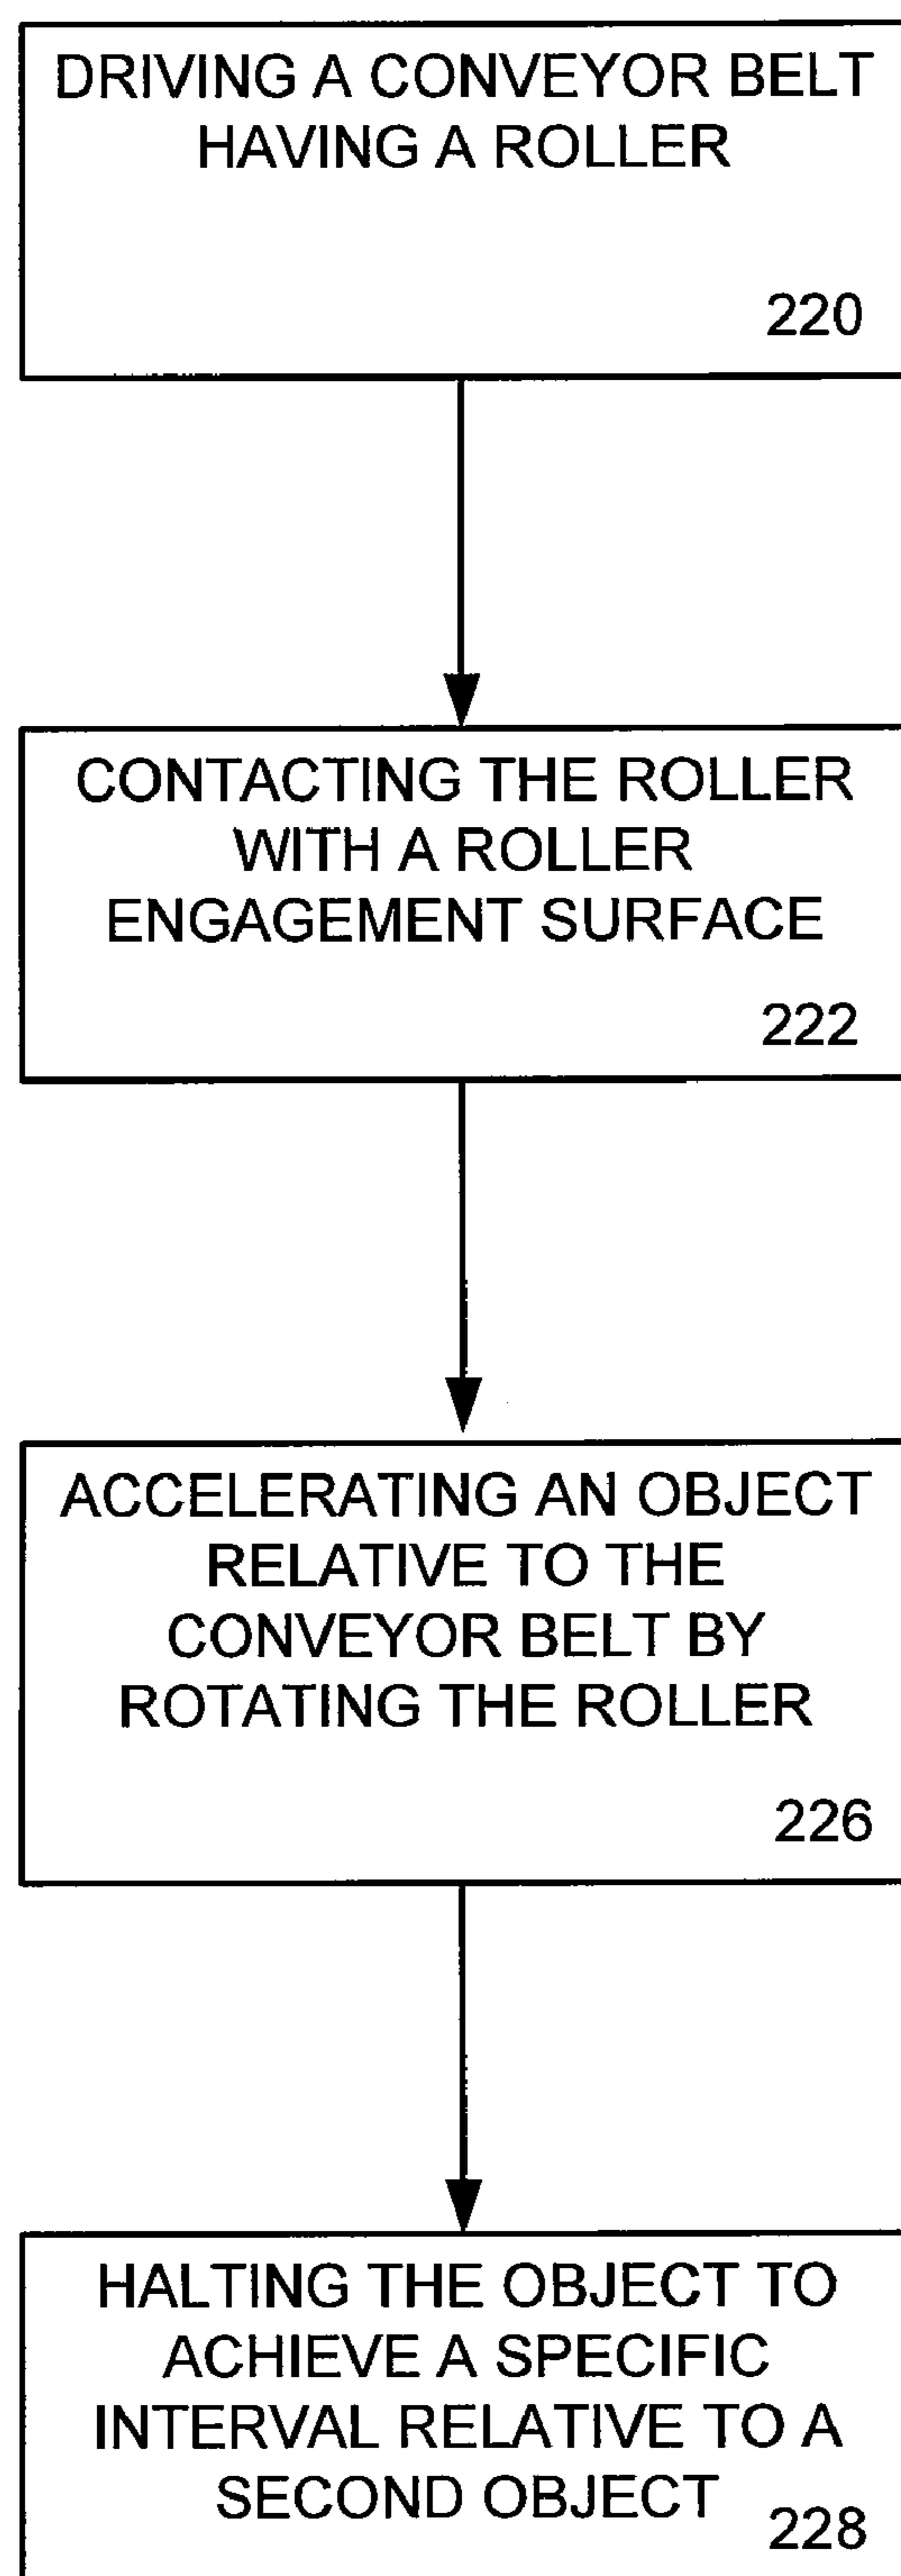 DRIVING A CONVEYOR BELT
HAVING A ROLLER
220
CONTACTING THE ROLLER
WITH A ROLLER
ENGAGEMENT SURFACE
222
ACCELERATING AN OBJECT
RELATIVE TO THE
CONVEYOR BELT BY
ROTATING THE ROLLER
226
HALTING THE OBJECT TO
ACHIEVE A SPECIFIC
INTERVAL RELATIVE TO A
SECOND OBJECT
228